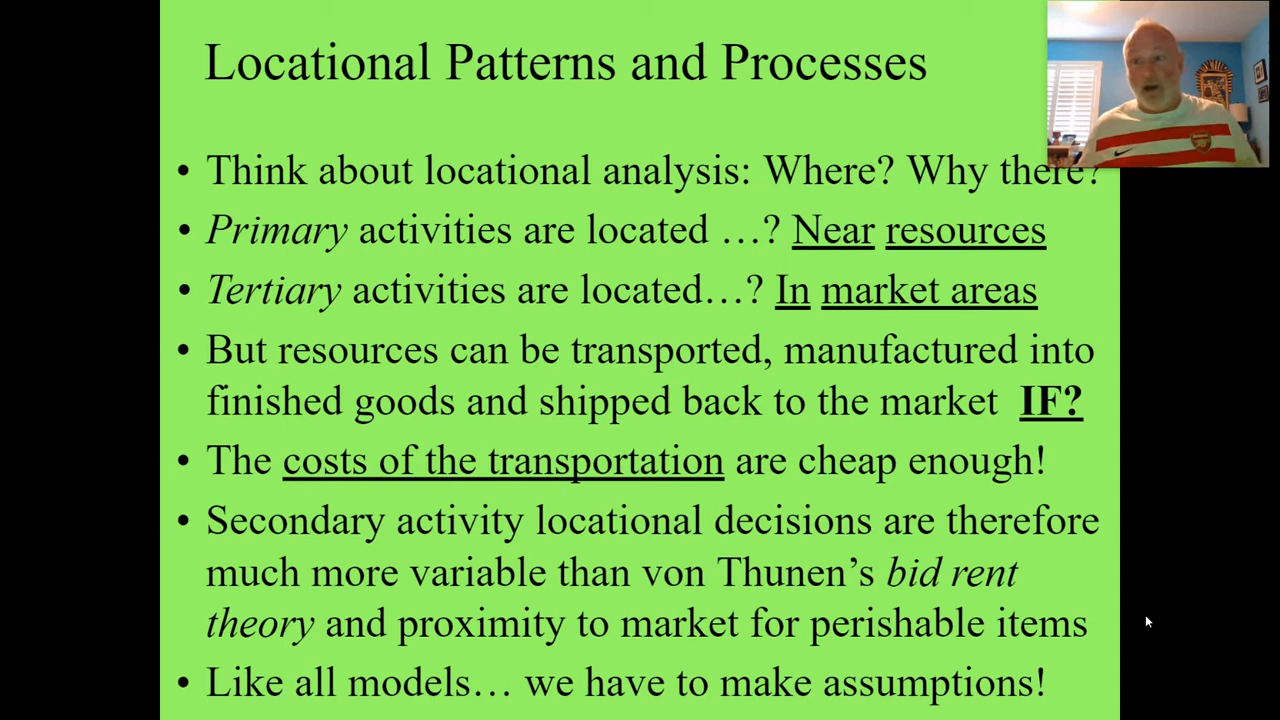 Locational Patterns and Processes
• Think about locational analysis: Where? Why there?
• Primary activities are located …? Near resources
• Tertiary activities are located…? In market areas
• But resources can be transported, manufactured into
finished goods and shipped back to the market IF?
• The costs of the transportation are cheap enough!
• Secondary activity locational decisions are therefore
much more variable than von Thunen’s bid rent
theory and proximity to market for perishable items
• Like all models… we have to make assumptions!